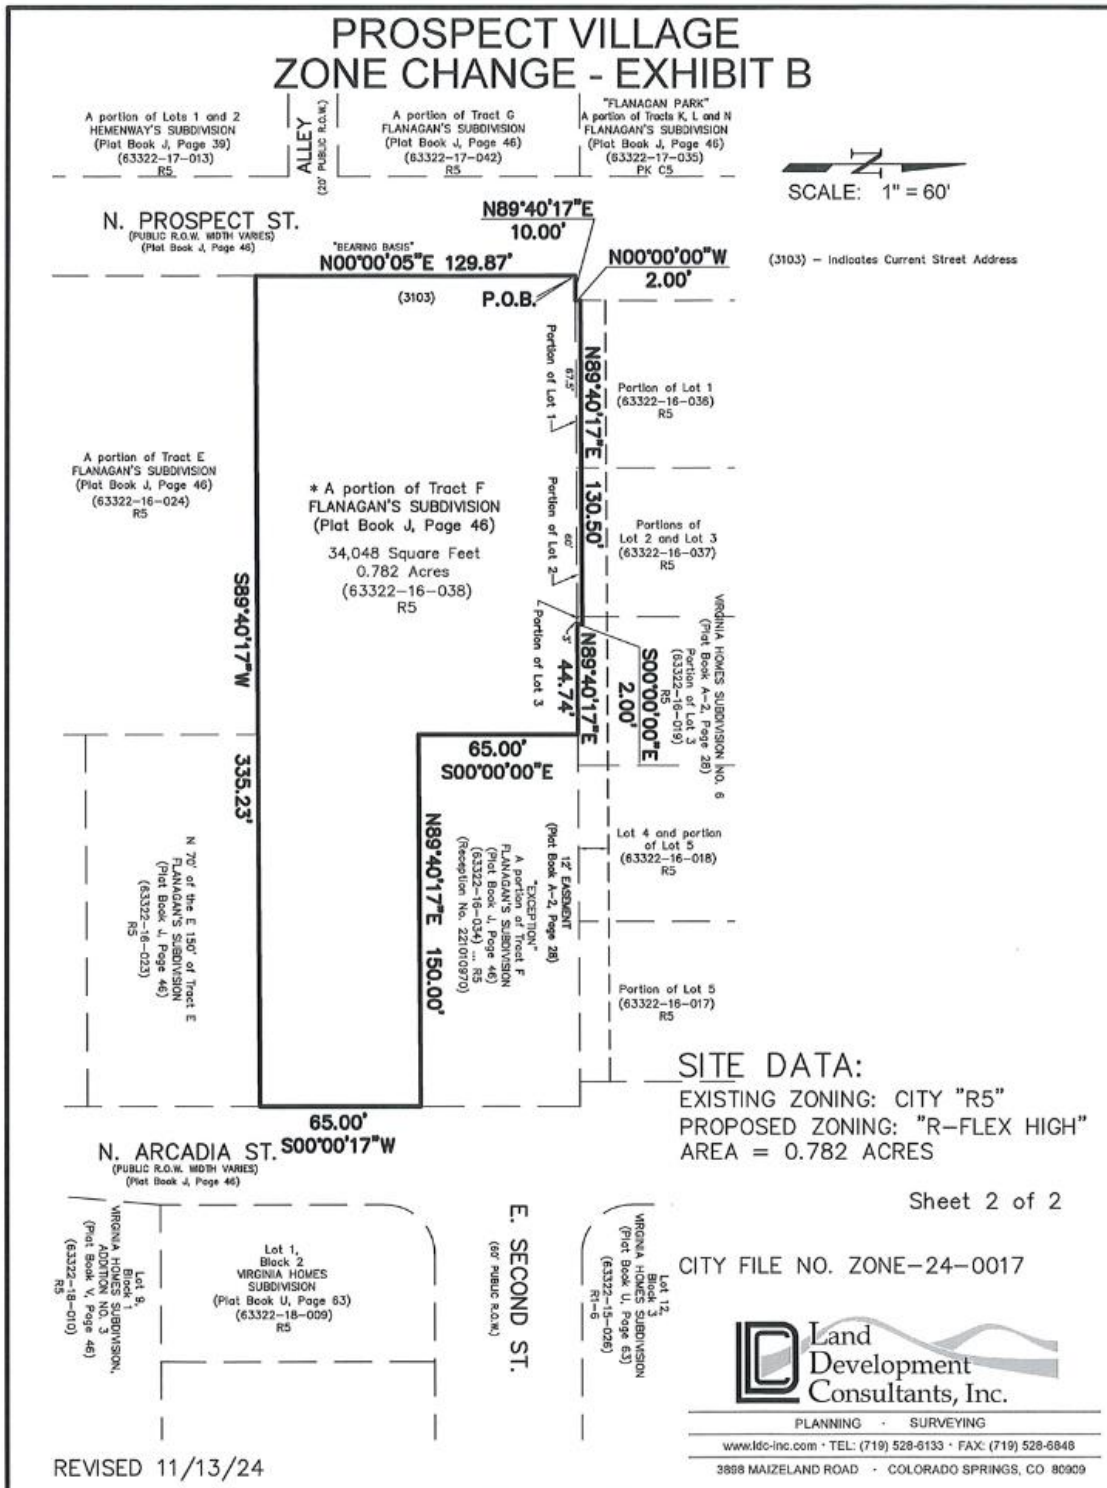 PROSPECT VILLAGE
ZONE CHANGE - EXHIBIT B
A portion of Lots 1 and 2
HEMENWAY'S SUBDIVISION
(Plat Book J, Page 39)
(63322-17-013)
R5
ALLEY
(20' PUBLIC R.O.W.)
A portion of Tract G
FLANAGAN'S SUBDIVISION
(Plat Book J, Page 46)
(63322-17-042)
R5
"FLANAGAN PARK"
A portion of Tracts K, L and N
FLANAGAN'S SUBDIVISION
(Plat Book J, Page 46)
(63322-17-035)
PK C5
N
SCALE: 1" = 60'
(3103) - Indicates Current Street Address
N. PROSPECT ST.
(PUBLIC R.O.W. WIDTH VARIES)
(Plat Book J, Page 46)
N89°40'17"E
10.00'
N00°00'00"W
2.00'
"BEARING BASIS"
N00°00'05"E 129.87'
(3103)
P.O.B.
Portion of Lot 1
67.5'
N89°40'17"E 130.50'
Portion of Lot 1
(63322-16-036)
R5
A portion of Tract E
FLANAGAN'S SUBDIVISION
(Plat Book J, Page 46)
(63322-16-024)
R5
* A portion of Tract F
FLANAGAN'S SUBDIVISION
(Plat Book J, Page 46)
34,048 Square Feet
0.782 Acres
(63322-16-038)
R5
Portion of Lot 2
60'
Portions of
Lot 2 and Lot 3
(63322-16-037)
R5
S89°40'17"W 335.23'
Portion of Lot 3
3'
N89°40'17"E
44.74'
S00°00'00"E
2.00'
VIRGINIA HOMES SUBDIVISION NO. 6
(Plat Book A-2, Page 28)
Portion of Lot 3
(63322-16-019)
R5
65.00'
S00°00'00"E
N 70' of the E 150' of Tract E
FLANAGAN'S SUBDIVISION
(Plat Book J, Page 46)
(63322-16-023)
R5
N89°40'17"E 150.00'
"EXCEPTION"
A portion of Tract F
FLANAGAN'S SUBDIVISION
(Plat Book J, Page 46)
(63322-16-034) ... R5
(Reception No. 221010970)
12' EASEMENT
(Plat Book A-2, Page 28)
Lot 4 and portion
of Lot 5
(63322-16-018)
R5
Portion of Lot 5
(63322-16-017)
R5
65.00'
S00°00'17"W
N. ARCADIA ST.
(PUBLIC R.O.W. WIDTH VARIES)
(Plat Book J, Page 46)
SITE DATA:
EXISTING ZONING: CITY "R5"
PROPOSED ZONING: "R-FLEX HIGH"
AREA = 0.782 ACRES
Sheet 2 of 2
Lot 9,
Block 1
VIRGINIA HOMES SUBDIVISION,
ADDITION NO. 3
(Plat Book V, Page 46)
(63322-18-010)
R5
Lot 1,
Block 2
VIRGINIA HOMES
SUBDIVISION
(Plat Book U, Page 63)
(63322-18-009)
R5
E. SECOND ST.
(60' PUBLIC R.O.W.)
Lot 12,
Block 3
VIRGINIA HOMES SUBDIVISION
(Plat Book U, Page 63)
(63322-15-026)
R1-6
CITY FILE NO. ZONE-24-0017
LDC
Land
Development
Consultants, Inc.
PLANNING · SURVEYING
www.ldc-inc.com · TEL: (719) 528-6133 · FAX: (719) 528-6848
3898 MAIZELAND ROAD · COLORADO SPRINGS, CO 80909
REVISED 11/13/24